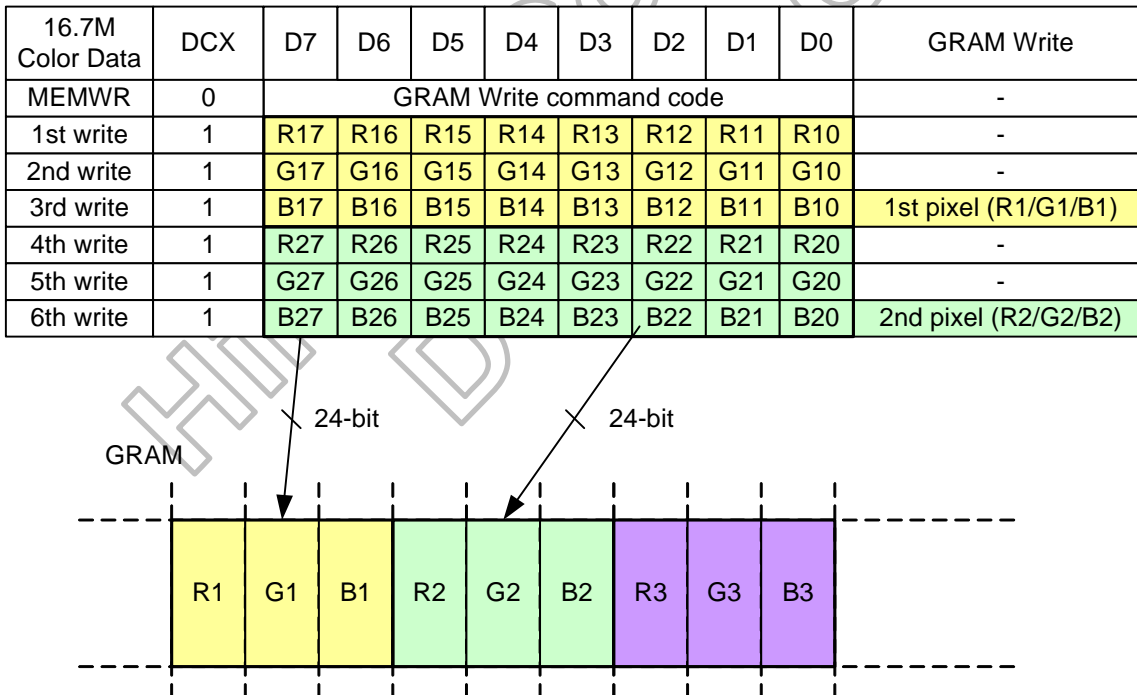 16.7M Color Data DCX D7 D6 D5 D4 D3 D2 D1 D0 GRAM Write
MEMWR 0 GRAM Write command code -
1st write 1 R17 R16 R15 R14 R13 R12 R11 R10 -
2nd write 1 G17 G16 G15 G14 G13 G12 G11 G10 -
3rd write 1 B17 B16 B15 B14 B13 B12 B11 B10 1st pixel (R1/G1/B1)
4th write 1 R27 R26 R25 R24 R23 R22 R21 R20 -
5th write 1 G27 G26 G25 G24 G23 G22 G21 G20 -
6th write 1 B27 B26 B25 B24 B23 B22 B21 B20 2nd pixel (R2/G2/B2)
24-bit 24-bit
GRAM
R1 G1 B1 R2 G2 B2 R3 G3 B3